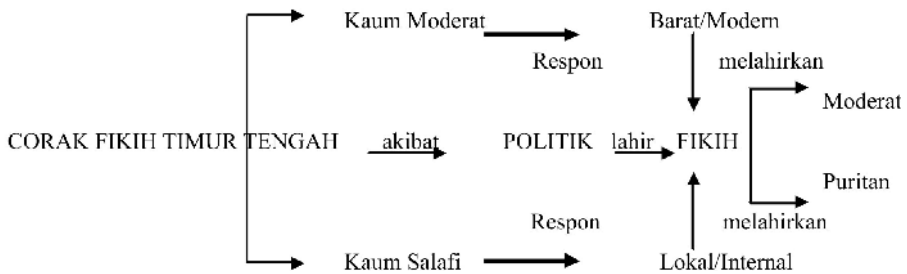 Kaum Moderat Barat/Modern
Respon melahirkan
Moderat
CORAK FIKIH TIMUR TENGAH akibat POLITIK lahir FIKIH
Puritan
Respon melahirkan
Kaum Salafi Lokal/Internal